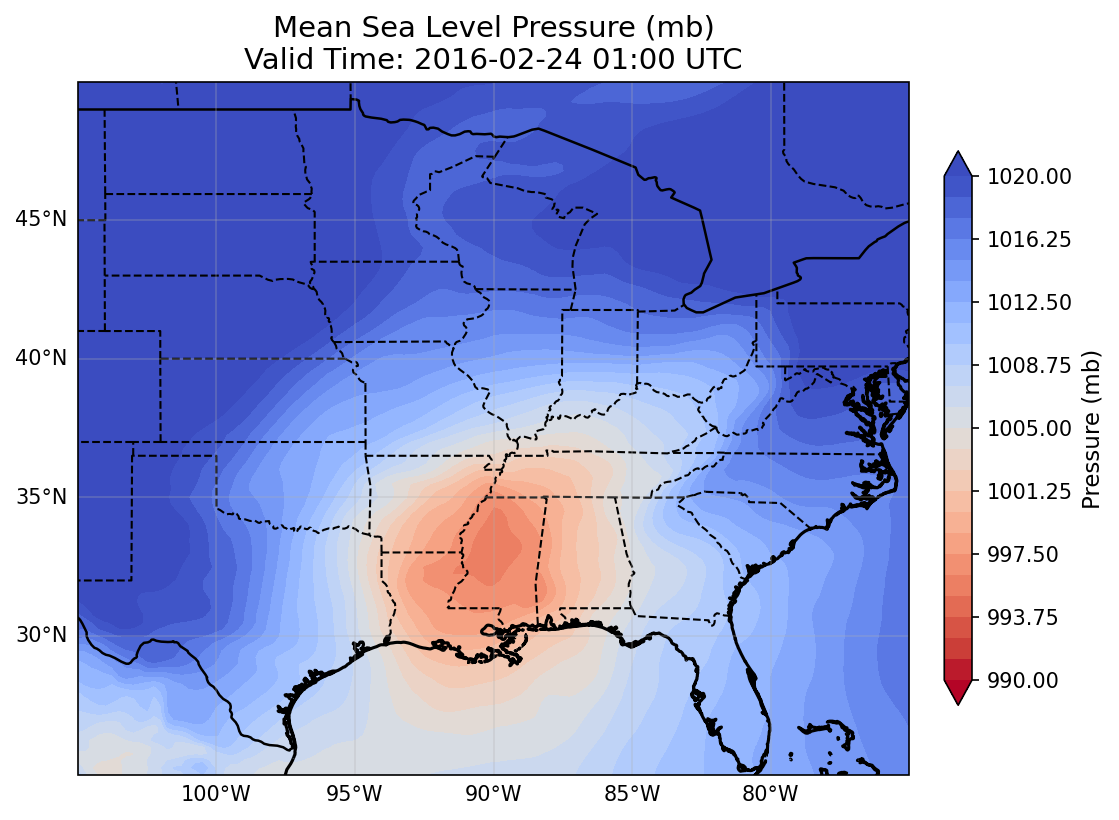 Mean Sea Level Pressure (mb)
Valid Time: 2016-02-24 01:00 UTC
45°N
40°N
35°N
30°N
100°W
95°W
90°W
85°W
80°W
1020.00
1016.25
1012.50
1008.75
1005.00
1001.25
997.50
993.75
990.00
Pressure (mb)